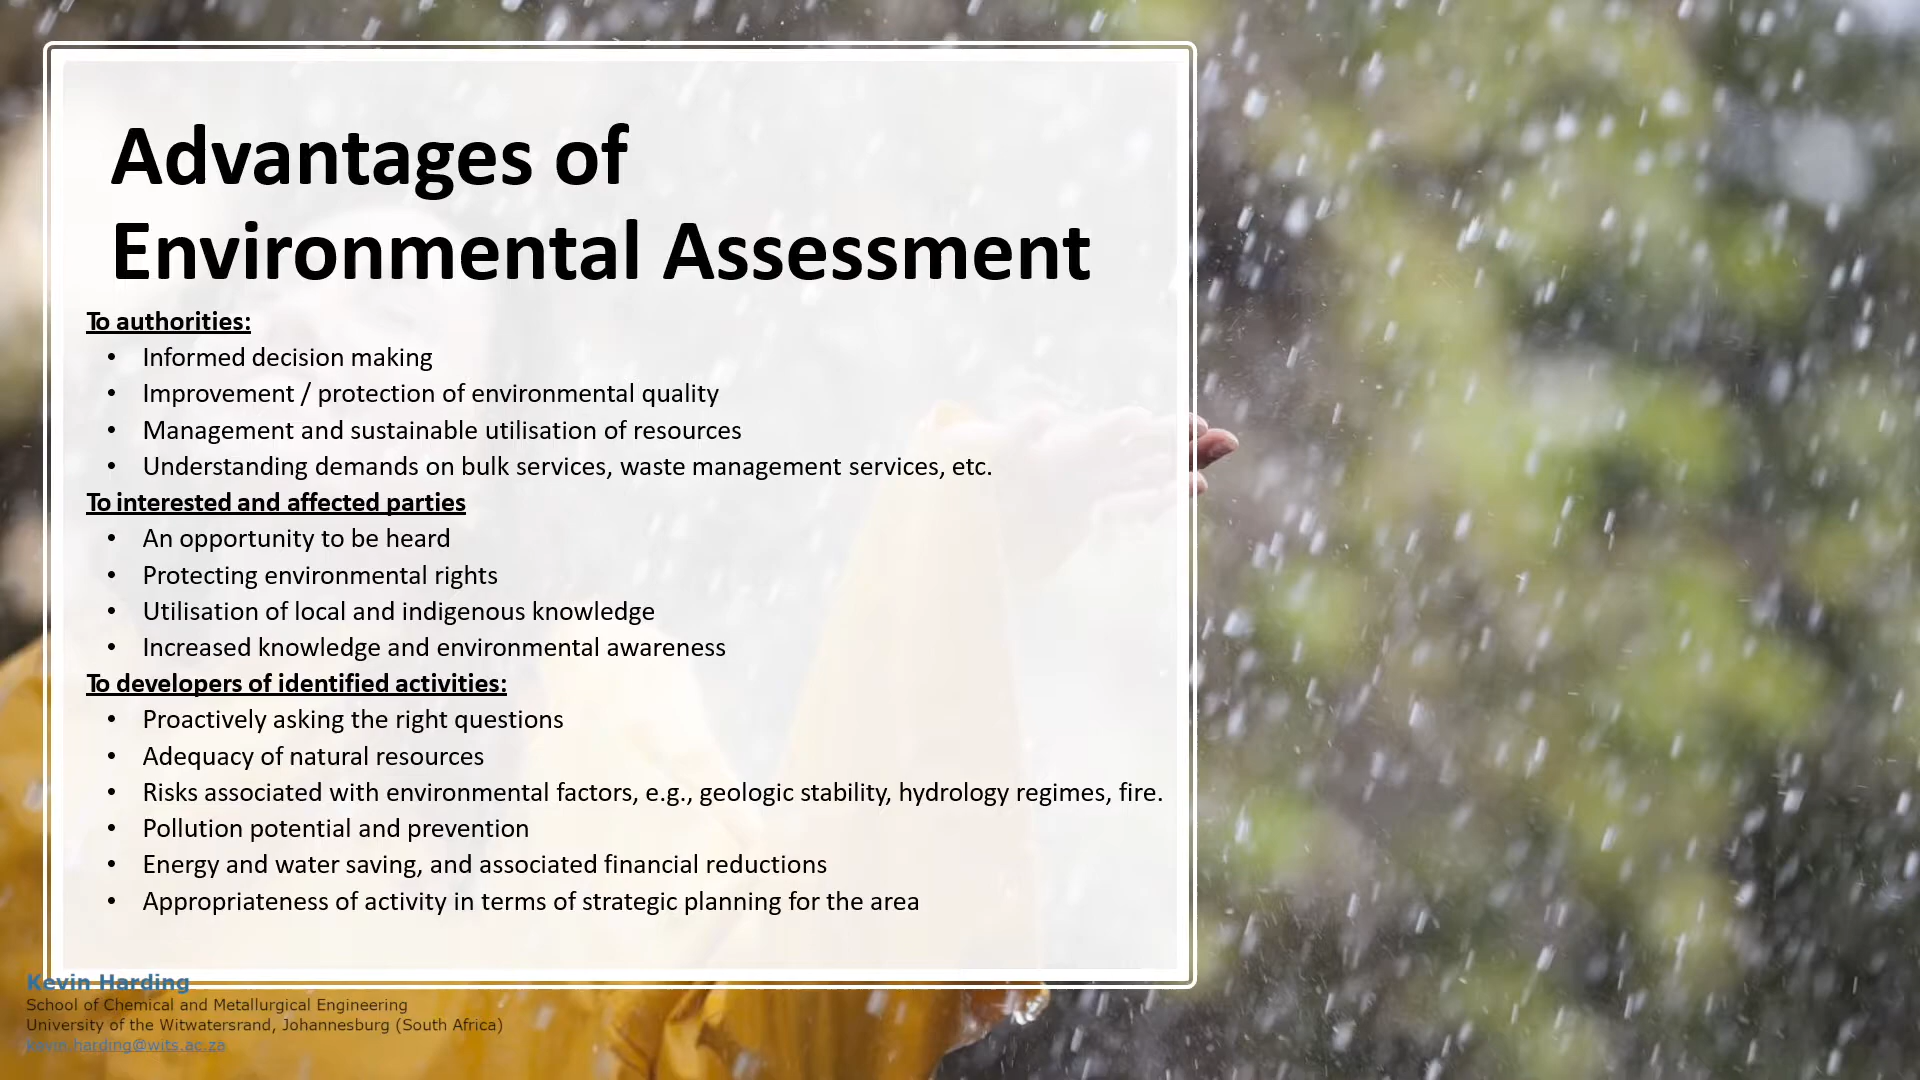 Advantages of
Environmental Assessment
To authorities:
• Informed decision making
• Improvement / protection of environmental quality
• Management and sustainable utilisation of resources
• Understanding demands on bulk services, waste management services, etc.
To interested and affected parties
• An opportunity to be heard
• Protecting environmental rights
• Utilisation of local and indigenous knowledge
• Increased knowledge and environmental awareness
To developers of identified activities:
• Proactively asking the right questions
• Adequacy of natural resources
• Risks associated with environmental factors, e.g., geologic stability, hydrology regimes, fire.
• Pollution potential and prevention
• Energy and water saving, and associated financial reductions
• Appropriateness of activity in terms of strategic planning for the area
Kevin Harding
School of Chemical and Metallurgical Engineering
University of the Witwatersrand, Johannesburg (South Africa)
kevin.harding@wits.ac.za